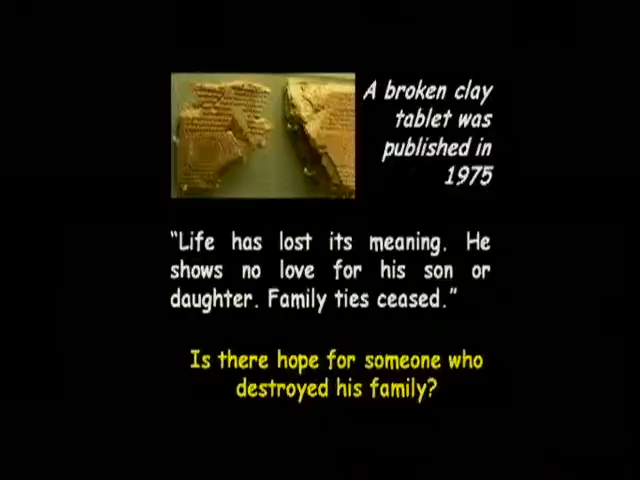 A broken clay
tablet was
published in
1975
“Life has lost its meaning. He
shows no love for his son or
daughter. Family ties ceased.”
Is there hope for someone who
destroyed his family?